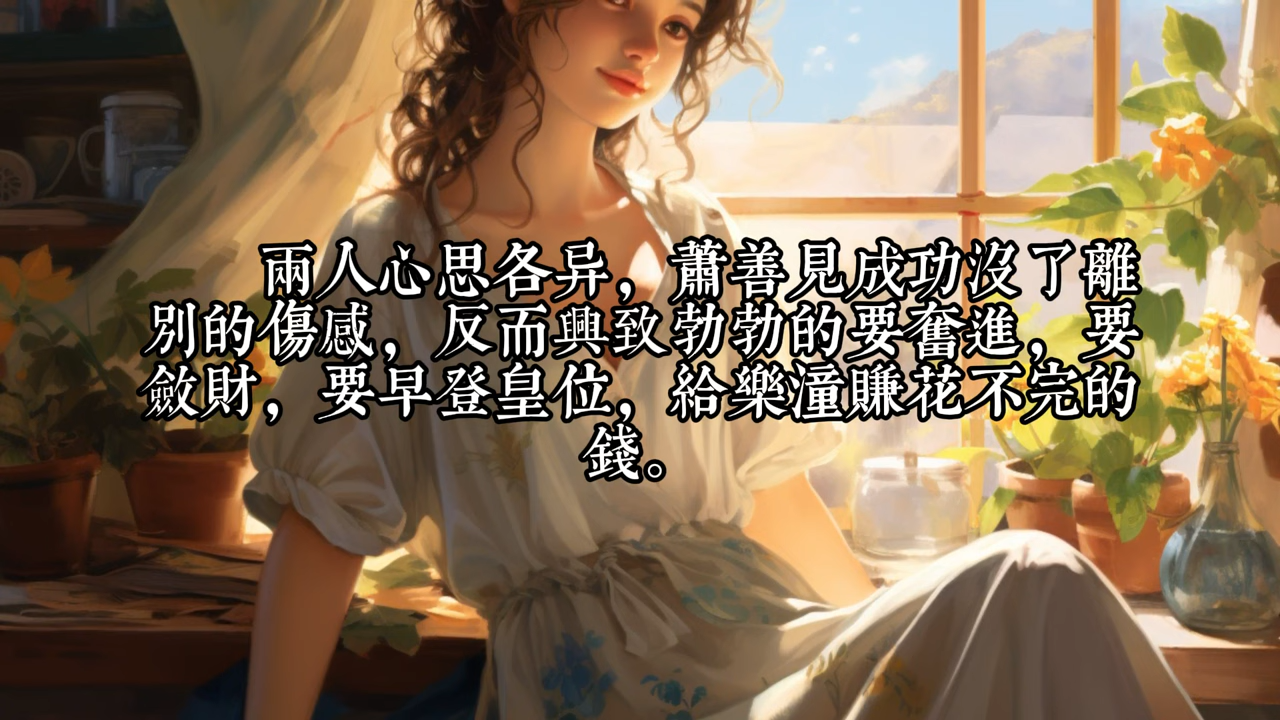 兩人心思各异，蕭善見成功沒了離
別的傷感，反而興致勃勃的要奮進，要
斂財，要早登皇位，給樂潼賺花不完的
錢。